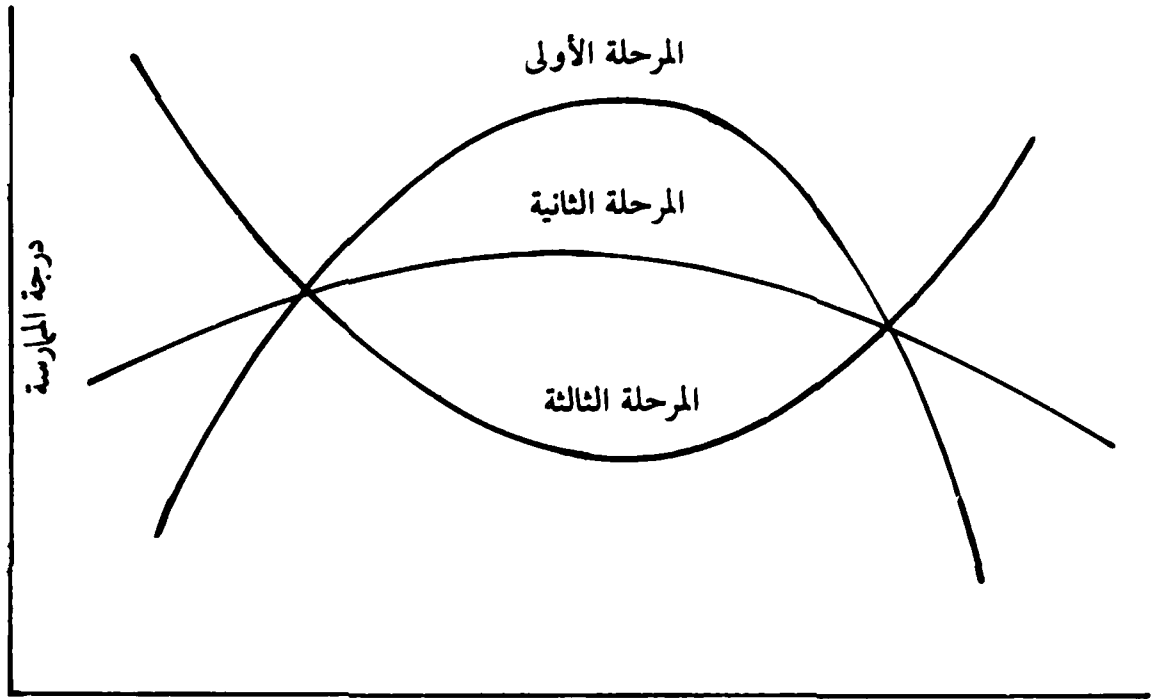 المرحلة الأولى
المرحلة الثانية
درجة الممارسة
المرحلة الثالثة